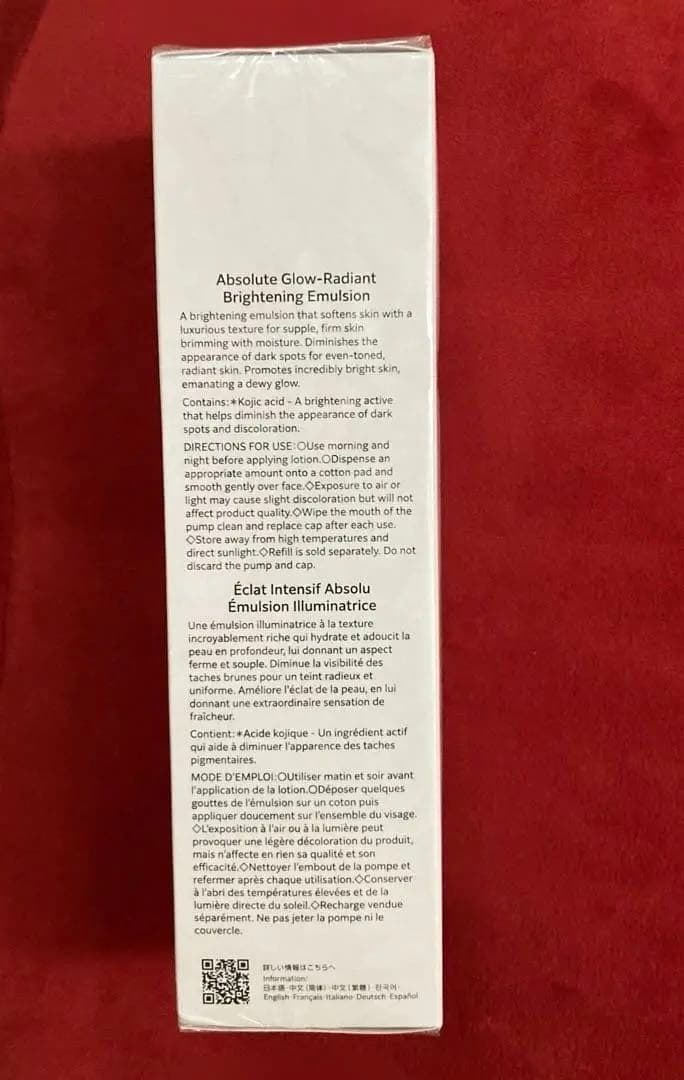 Absolute Glow-Radiant
Brightening Emulsion
A brightening emulsion that softens skin with a
luxurious texture for supple, firm skin
brimming with moisture. Diminishes the
appearance of dark spots for even-toned,
radiant skin. Promotes incredibly bright skin,
emanating a dewy glow.
Contains:*Kojic acid - A brightening active
that helps diminish the appearance of dark
spots and discoloration.
DIRECTIONS FOR USE:○Use morning and
night before applying lotion.○Dispense an
appropriate amount onto a cotton pad and
smooth gently over face.◇Exposure to air or
light may cause slight discoloration but will not
affect product quality.◇Wipe the mouth of the
pump clean and replace cap after each use.
◇Store away from high temperatures and
direct sunlight.◇Refill is sold separately. Do not
discard the pump and cap.
Éclat Intensif Absolu
Émulsion Illuminatrice
Une émulsion illuminatrice à la texture
incroyablement riche qui hydrate et adoucit la
peau en profondeur, lui donnant un aspect
ferme et souple. Diminue la visibilité des
taches brunes pour un teint radieux et
uniforme. Améliore l'éclat de la peau, en lui
donnant une extraordinaire sensation de
fraîcheur.
Contient:*Acide kojique - Un ingrédient actif
qui aide à diminuer l'apparence des taches
pigmentaires.
MODE D'EMPLOI:○Utiliser matin et soir avant
l'application de la lotion.○Déposer quelques
gouttes de l'émulsion sur un coton puis
appliquer doucement sur l'ensemble du visage.
◇L'exposition à l'air ou à la lumière peut
provoquer une légère décoloration du produit,
mais n'affecte en rien sa qualité et son
efficacité.◇Nettoyer l'embout de la pompe et
refermer après chaque utilisation.◇Conserver
à l'abri des températures élevées et de la
lumière directe du soleil.◇Recharge vendue
séparément. Ne pas jeter la pompe ni le
couvercle.
詳しい情報はこちらへ
Information:
日本語·中文(简体)·中文(繁體)·한국어·
English·Français·Italiano·Deutsch·Español